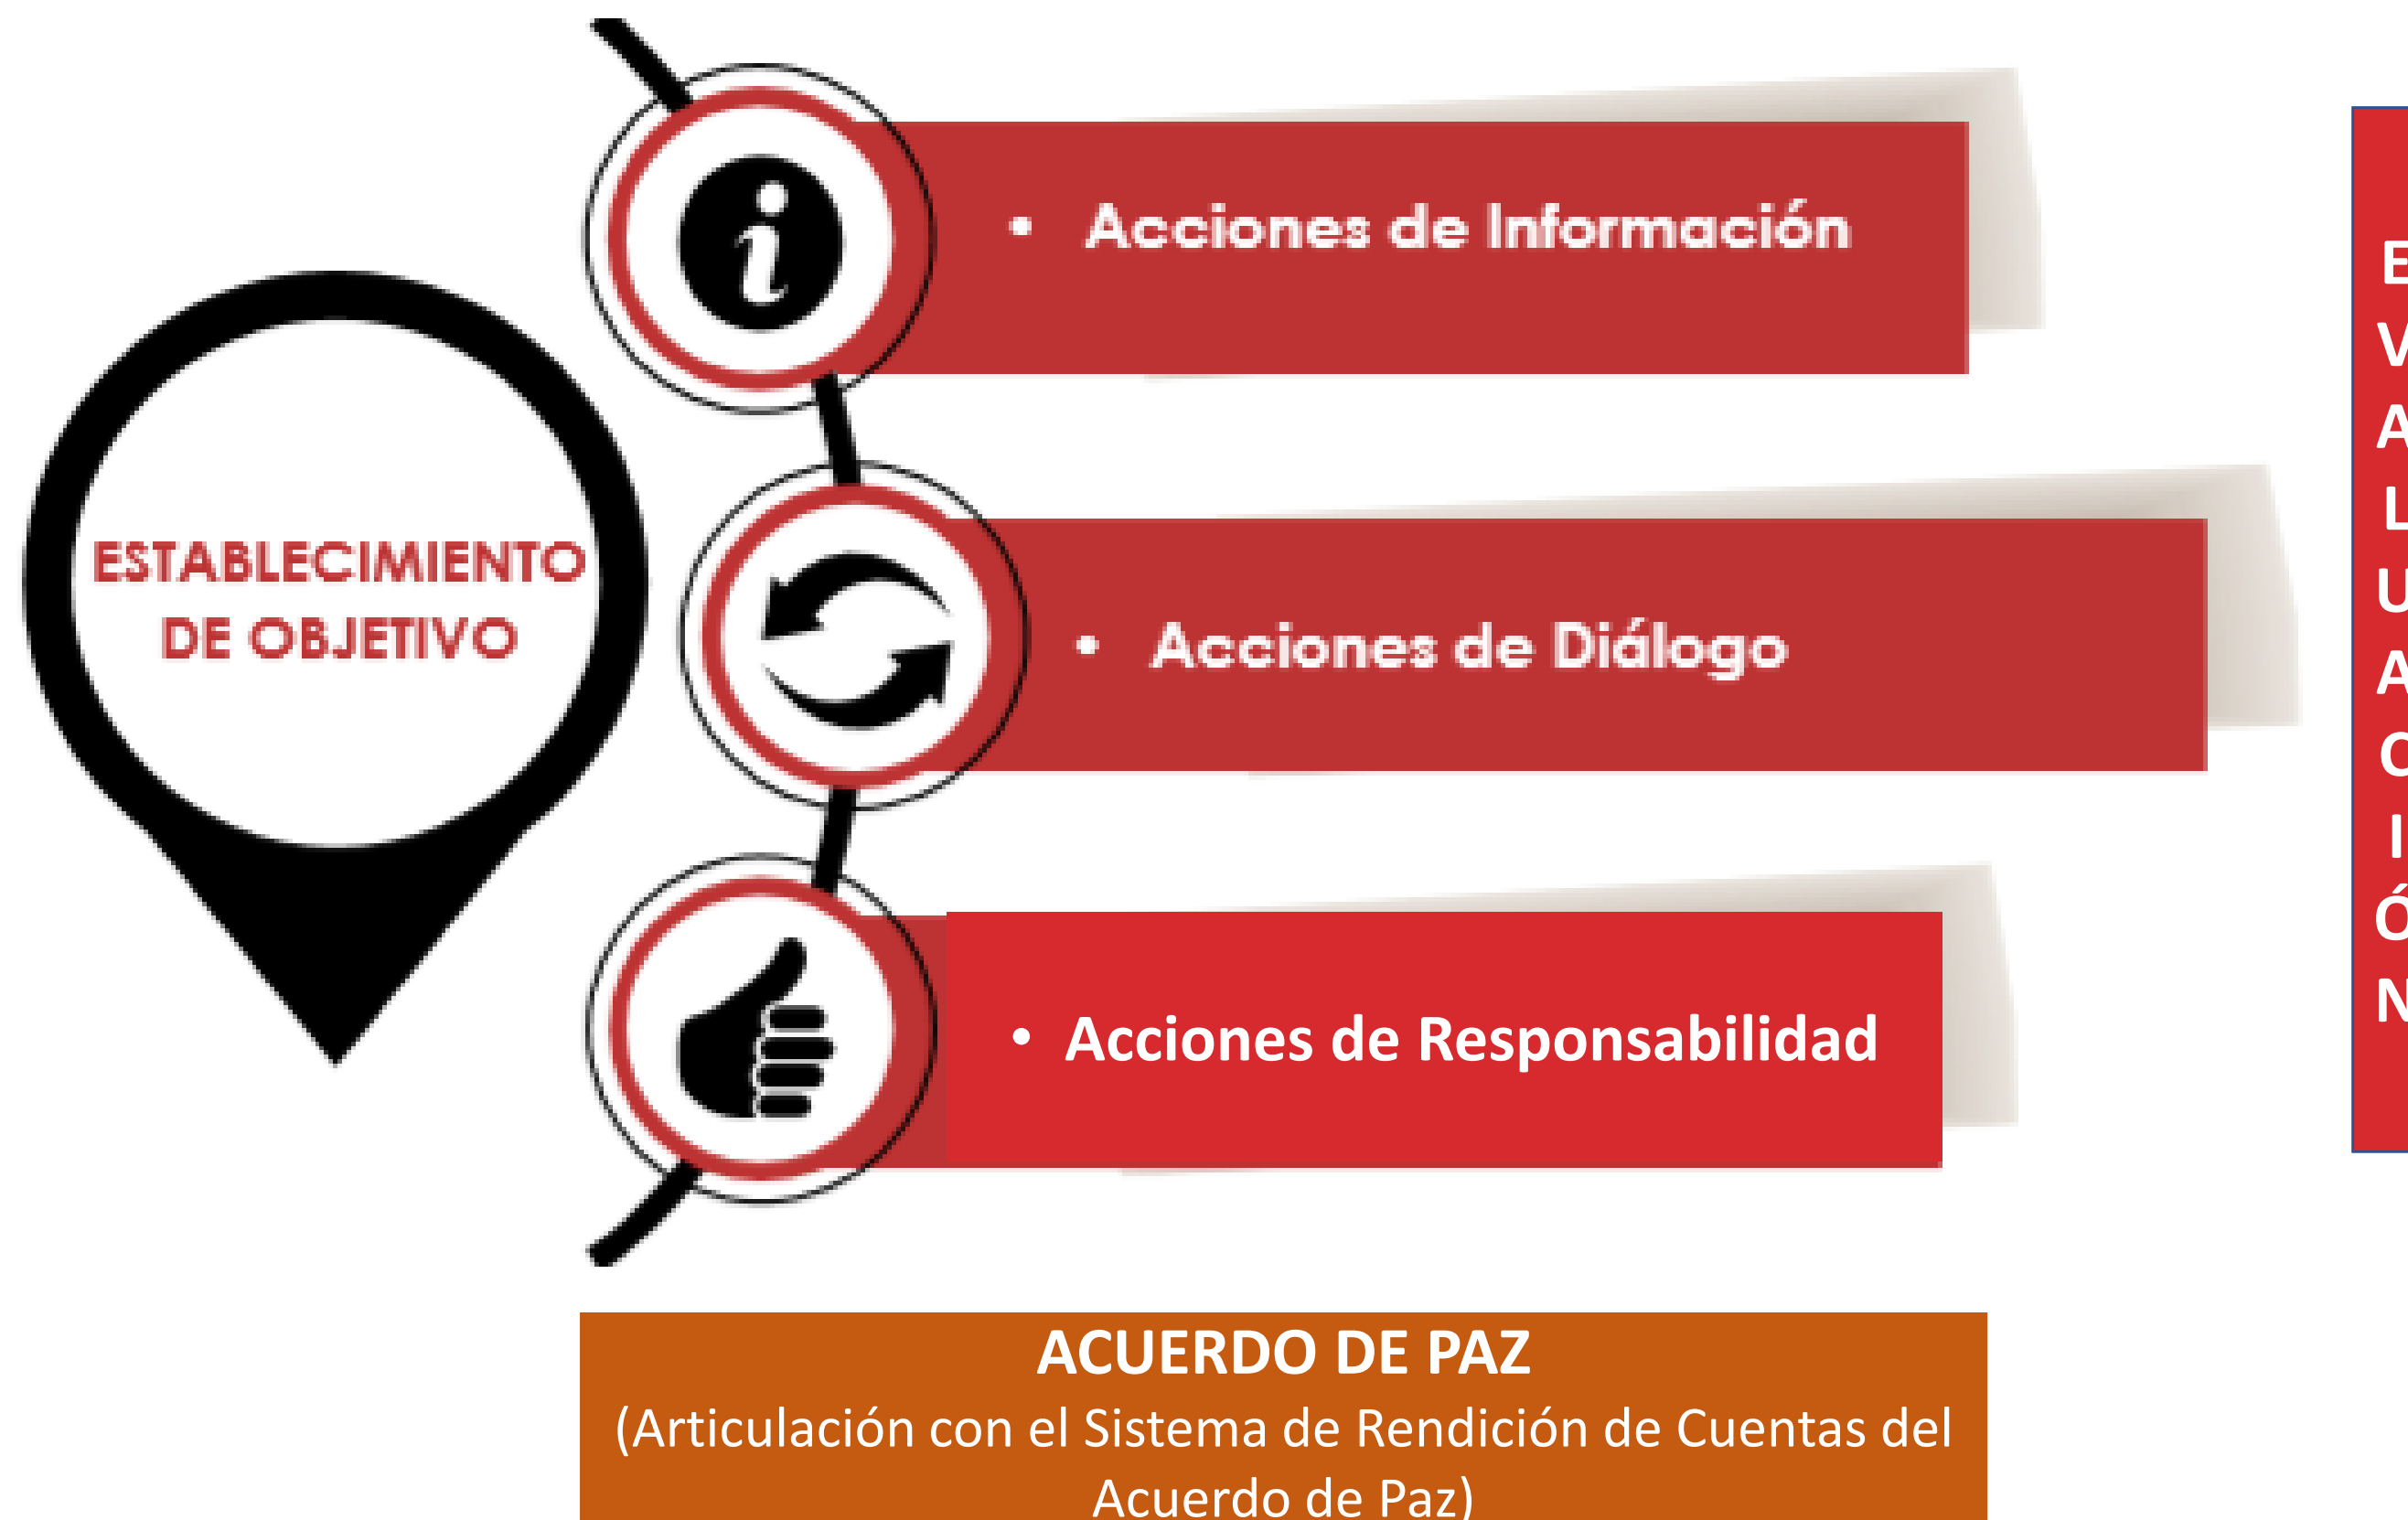 ESTABLECIMIENTO
DE OBJETIVO
• Acciones de Información
• Acciones de Diálogo
• Acciones de Responsabilidad
ACUERDO DE PAZ
(Articulación con el Sistema de Rendición de Cuentas del
Acuerdo de Paz)
E
V
A
L
U
A
C
I
Ó
N